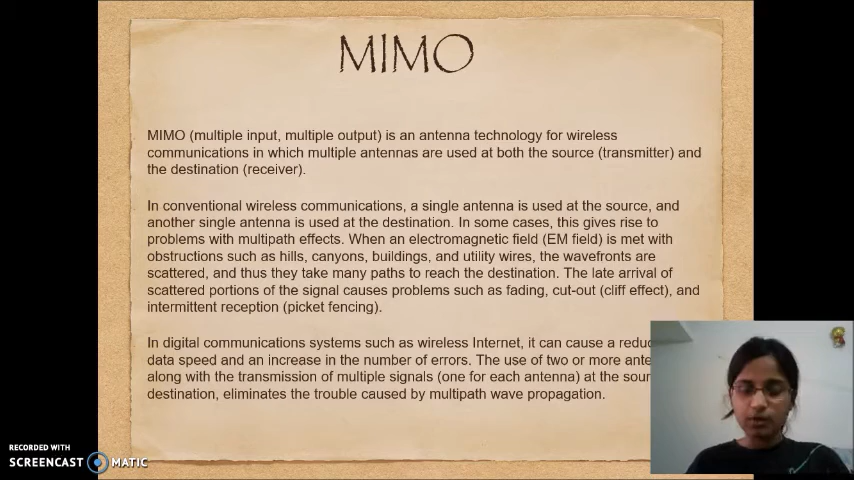 MIMO
MIMO (multiple input, multiple output) is an antenna technology for wireless
communications in which multiple antennas are used at both the source (transmitter) and
the destination (receiver).
In conventional wireless communications, a single antenna is used at the source, and
another single antenna is used at the destination. In some cases, this gives rise to
problems with multipath effects. When an electromagnetic field (EM field) is met with
obstructions such as hills, canyons, buildings, and utility wires, the wavefronts are
scattered, and thus they take many paths to reach the destination. The late arrival of
scattered portions of the signal causes problems such as fading, cut-out (cliff effect), and
intermittent reception (picket fencing).
In digital communications systems such as wireless Internet, it can cause a
data speed and an increase in the number of errors. The use of two or more
along with the transmission of multiple signals (one for each antenna) at the
destination, eliminates the trouble caused by multipath wave propagation.
RECORDED WITH
SCREENCAST MATIC